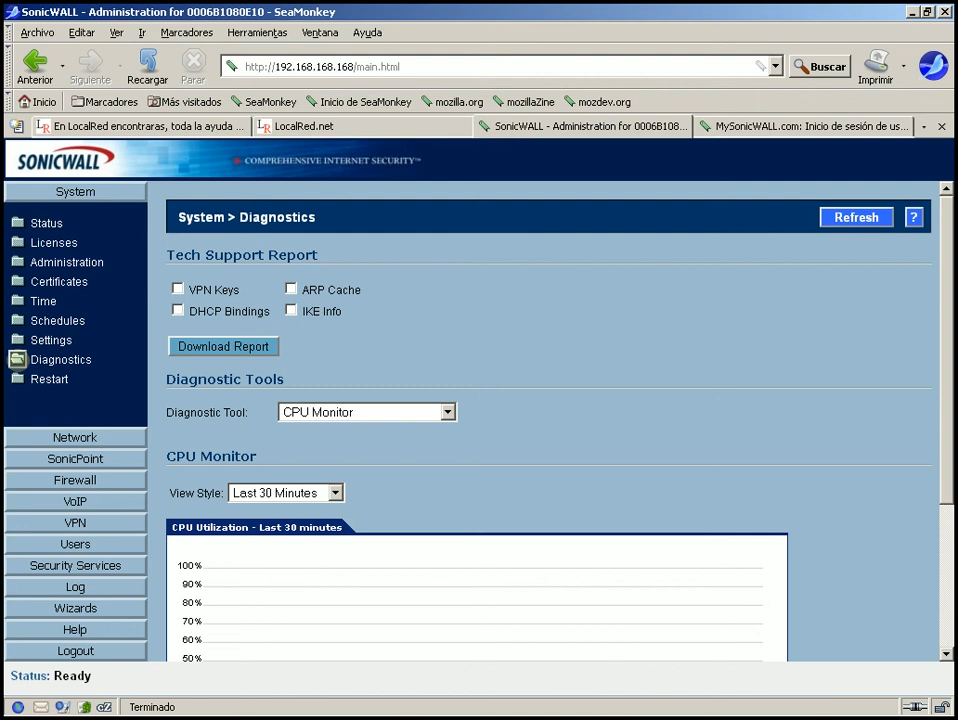 SonicWALL - Administration for 0006B1080E10 - SeaMonkey
Archivo Editar Ver Ir Marcadores Herramientas Ventana Ayuda
Anterior Siguiente Recargar Parar http://192.168.168.168/main.html Buscar Imprimir
Inicio Marcadores Más visitados SeaMonkey Inicio de SeaMonkey mozilla.org mozillaZine mozdev.org
LR En LocalRed encontraras, toda la ayuda ... LR LocalRed.net SonicWALL - Administration for 0006B108... MySonicWALL.com: Inicio de sesión de us...
SONICWALL COMPREHENSIVE INTERNET SECURITY™
System
Status
Licenses
Administration
Certificates
Time
Schedules
Settings
Diagnostics
Restart
Network
SonicPoint
Firewall
VoIP
VPN
Users
Security Services
Log
Wizards
Help
Logout
System > Diagnostics Refresh ?
Tech Support Report
VPN Keys ARP Cache
DHCP Bindings IKE Info
Download Report
Diagnostic Tools
Diagnostic Tool: CPU Monitor
CPU Monitor
View Style: Last 30 Minutes
CPU Utilization - Last 30 minutes
100%
90%
80%
70%
60%
50%
Status: Ready
Terminado